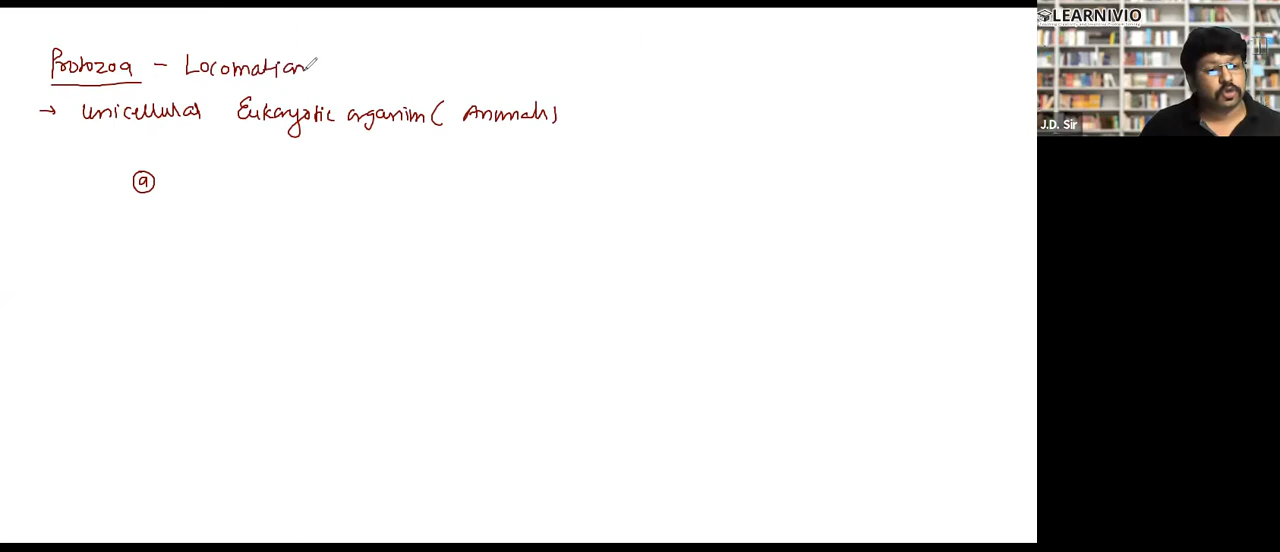 Protozoa - Locomotion
→ Unicellular Eukaryotic organism ( Animals)
ⓐ
LEARNIVIO
J.D. Sir